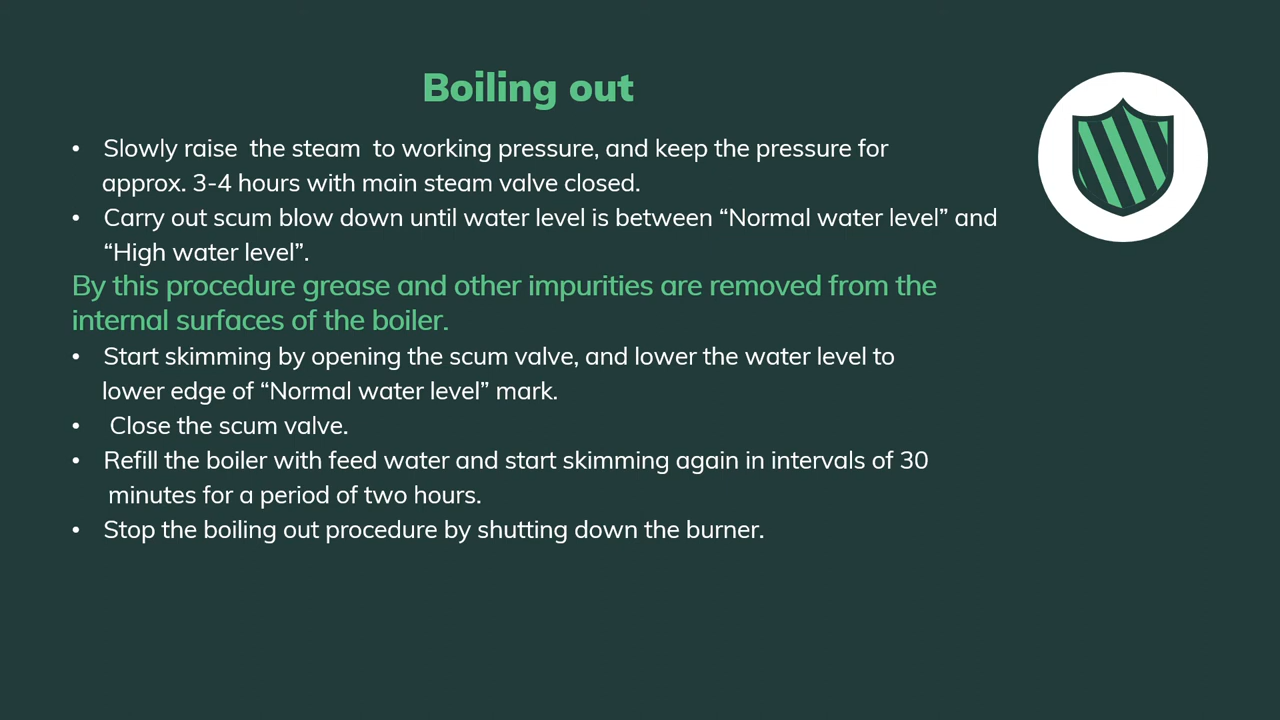 Boiling out
• Slowly raise  the steam  to working pressure, and keep the pressure for
approx. 3-4 hours with main steam valve closed.
• Carry out scum blow down until water level is between “Normal water level” and
“High water level”.
By this procedure grease and other impurities are removed from the
internal surfaces of the boiler.
• Start skimming by opening the scum valve, and lower the water level to
lower edge of “Normal water level” mark.
• Close the scum valve.
• Refill the boiler with feed water and start skimming again in intervals of 30
minutes for a period of two hours.
• Stop the boiling out procedure by shutting down the burner.